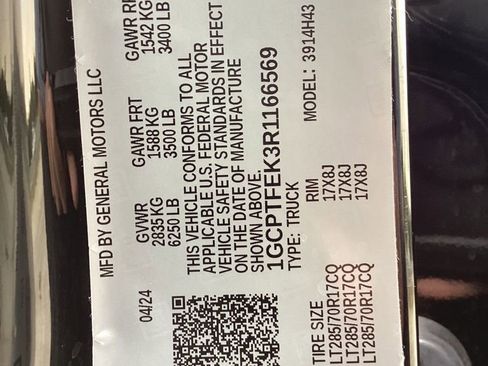 MFD BY GENERAL MOTORS LLC
04/24
GVWR
2835 KG
6250 LB
GAWR FRT
1588 KG
3500 LB
GAWR RR
1542 KG
3400 LB
THIS VEHICLE CONFORMS TO ALL
APPLICABLE U.S. FEDERAL MOTOR
VEHICLE SAFETY STANDARDS IN EFFECT
ON THE DATE OF MANUFACTURE
SHOWN ABOVE.
1GCPTFEK3R1166569
TYPE: TRUCK
MODEL: 3914H43
TIRE SIZE
RIM
LT285/70R17CQ
17X8J
LT285/70R17CQ
17X8J
LT285/70R17CQ
17X8J